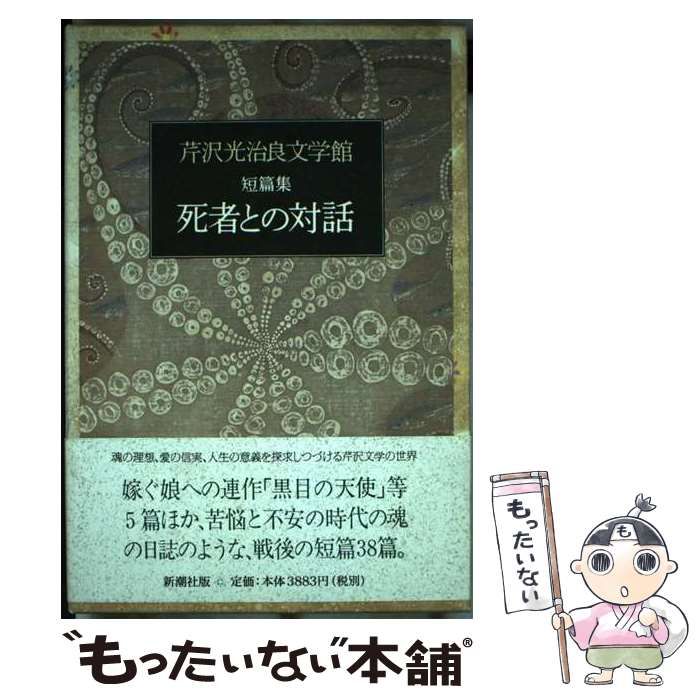 芹沢光治良文学館
短篇集
死者との対話
魂の理想、愛の信実、人生の意義を探求しつづける芹沢文学の世界
嫁ぐ娘への連作「黒目の天使」等
5篇ほか、苦悩と不安の時代の魂
の日誌のような、戦後の短篇38篇。
新潮社版 定価:本体3883円(税別)
もったいない
も
"もったいない"本舗®